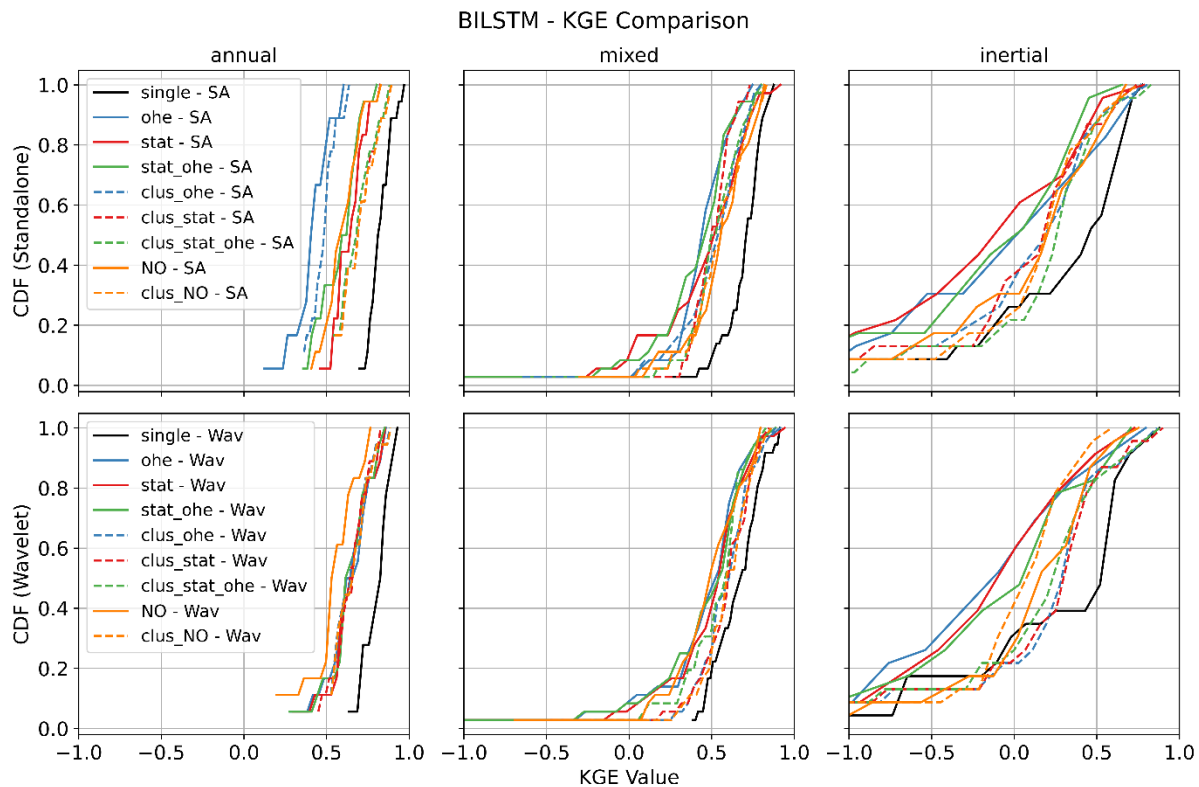 BILSTM - KGE Comparison
annual
mixed
inertial
CDF (Standalone)
1.0
0.8
0.6
0.4
0.2
0.0
single - SA
ohe - SA
stat - SA
stat_ohe - SA
clus_ohe - SA
clus_stat - SA
clus_stat_ohe - SA
NO - SA
clus_NO - SA
CDF (Wavelet)
1.0
0.8
0.6
0.4
0.2
0.0
single - Wav
ohe - Wav
stat - Wav
stat_ohe - Wav
clus_ohe - Wav
clus_stat - Wav
clus_stat_ohe - Wav
NO - Wav
clus_NO - Wav
−1.0 −0.5 0.0 0.5 1.0 −0.5 0.0 0.5 −1.0 −0.5 0.0 0.5 1.0
KGE Value